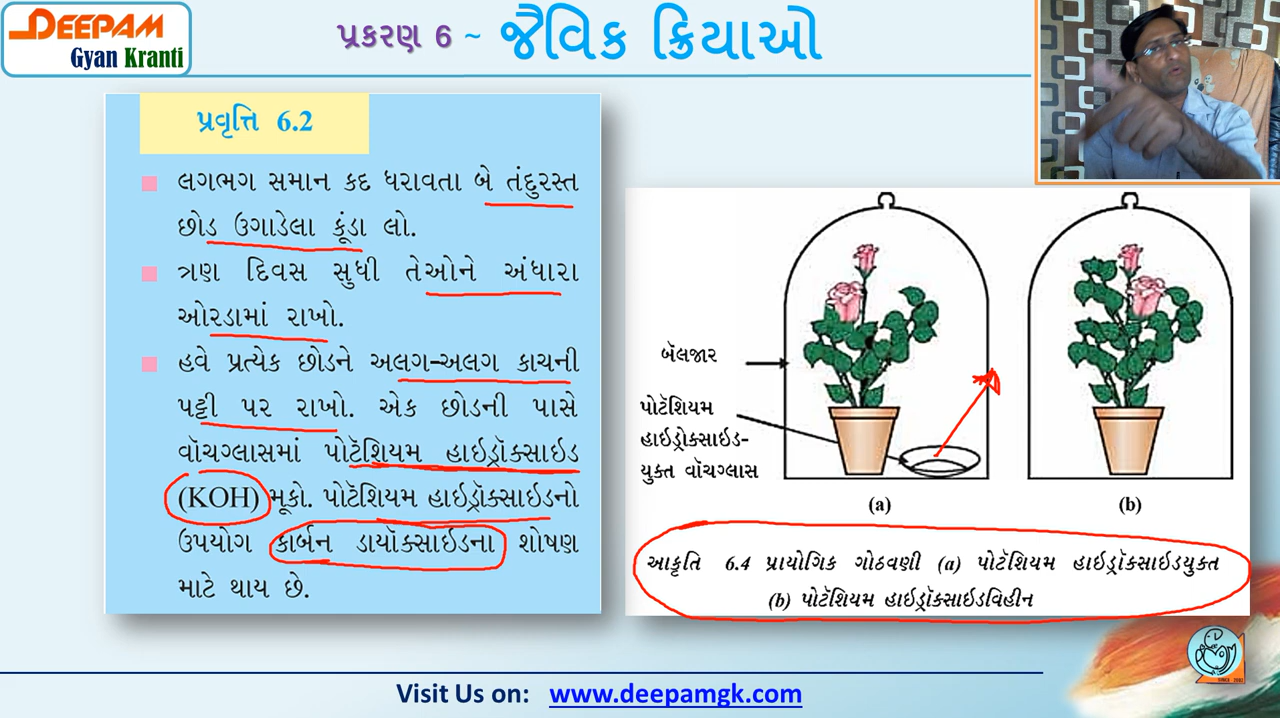 DEEPAM
Gyan Kranti
પ્રકરણ 6 ~ જૈવિક ક્રિયાઓ
પ્રવૃત્તિ 6.2
લગભગ સમાન કદ ધરાવતા બે તંદુરસ્ત
છોડ ઉગાડેલા કૂંડા લો.
ત્રણ દિવસ સુધી તેઓને અંધારા
ઓરડામાં રાખો.
હવે પ્રત્યેક છોડને અલગ-અલગ કાચની
પટ્ટી પર રાખો. એક છોડની પાસે
વૉચગ્લાસમાં પોટૅશિયમ હાઇડ્રૉક્સાઇડ
(KOH) મૂકો. પોટૅશિયમ હાઇડ્રૉક્સાઇડનો
ઉપયોગ કાર્બન ડાયૉક્સાઇડના શોષણ
માટે થાય છે.
બૅલજાર
પોટૅશિયમ
હાઇડ્રોક્સાઇડ-
યુક્ત વૉચગ્લાસ
(a)
(b)
આકૃતિ 6.4 પ્રાયોગિક ગોઠવણી (a) પોટૅશિયમ હાઇડ્રૉક્સાઇડયુક્ત
(b) પોટૅશિયમ હાઇડ્રૉક્સાઇડવિહીન
Visit Us on: www.deepamgk.com